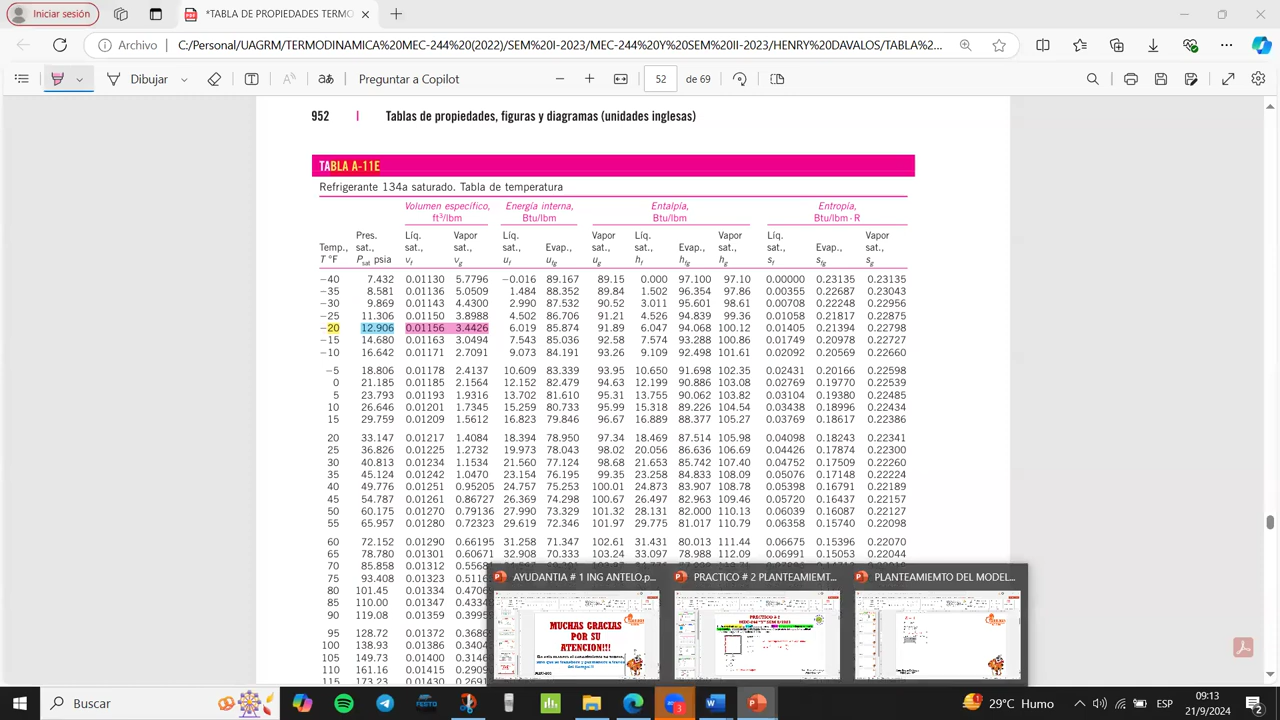 Iniciar sesión
*TABLA DE PROPIEDADES TERMO
Archivo C:/Personal/UAGRM/TERMODINAMICA%20MEC-244%20(2022)/SEM%20I-2023/MEC-244%20Y%20SEM%20II-2023/HENRY%20DAVALOS/TABLA%2...
Dibujar
Preguntar a Copilot
52 de 69
952 | Tablas de propiedades, figuras y diagramas (unidades inglesas)
TABLA A-11E
Refrigerante 134a saturado. Tabla de temperatura
Volumen específico, Energía interna, Entalpía, Entropía,
ft³/lbm Btu/lbm Btu/lbm Btu/lbm·R
Pres. Líq. Vapor Líq. Vapor Líq. Vapor Líq. Vapor
Temp., sat., sat., sat., sat., Evap., sat., sat., Evap., sat., sat., Evap., sat.,
T °F Psat psia vf vg uf ufg ug hf hfg hg sf sfg sg
−40 7.432 0.01130 5.7796 −0.016 89.167 89.15 0.000 97.100 97.10 0.00000 0.23135 0.23135
−35 8.581 0.01136 5.0509 1.484 88.352 89.84 1.502 96.354 97.86 0.00355 0.22687 0.23043
−30 9.869 0.01143 4.4300 2.990 87.532 90.52 3.011 95.601 98.61 0.00708 0.22248 0.22956
−25 11.306 0.01150 3.8988 4.502 86.706 91.21 4.526 94.839 99.36 0.01058 0.21817 0.22875
−20 12.906 0.01156 3.4426 6.019 85.874 91.89 6.047 94.068 100.12 0.01405 0.21394 0.22798
−15 14.680 0.01163 3.0494 7.543 85.036 92.58 7.574 93.288 100.86 0.01749 0.20978 0.22727
−10 16.642 0.01171 2.7091 9.073 84.191 93.26 9.109 92.498 101.61 0.02092 0.20569 0.22660
−5 18.806 0.01178 2.4137 10.609 83.339 93.95 10.650 91.698 102.35 0.02431 0.20166 0.22598
0 21.185 0.01185 2.1564 12.152 82.479 94.63 12.199 90.886 103.08 0.02769 0.19770 0.22539
5 23.793 0.01193 1.9316 13.702 81.610 95.31 13.755 90.062 103.82 0.03104 0.19380 0.22485
10 26.646 0.01201 1.7345 15.259 80.733 95.99 15.318 89.226 104.54 0.03438 0.18996 0.22434
15 29.759 0.01209 1.5612 16.823 79.846 96.67 16.889 88.377 105.27 0.03769 0.18617 0.22386
20 33.147 0.01217 1.4084 18.394 78.950 97.34 18.469 87.514 105.98 0.04098 0.18243 0.22341
25 36.826 0.01225 1.2732 19.973 78.043 98.02 20.056 86.636 106.69 0.04426 0.17874 0.22300
30 40.813 0.01234 1.1534 21.560 77.124 98.68 21.653 85.742 107.40 0.04752 0.17509 0.22260
35 45.124 0.01242 1.0470 23.154 76.195 99.35 23.258 84.833 108.09 0.05076 0.17148 0.22224
40 49.776 0.01251 0.95205 24.757 75.253 100.01 24.873 83.907 108.78 0.05398 0.16791 0.22189
45 54.787 0.01261 0.86727 26.369 74.298 100.67 26.497 82.963 109.46 0.05720 0.16437 0.22157
50 60.175 0.01270 0.79136 27.990 73.329 101.32 28.131 82.000 110.13 0.06039 0.16087 0.22127
55 65.957 0.01280 0.72323 29.619 72.346 101.97 29.775 81.017 110.79 0.06358 0.15740 0.22098
60 72.152 0.01290 0.66195 31.258 71.347 102.61 31.431 80.013 111.44 0.06675 0.15396 0.22070
65 78.780 0.01301 0.60671 32.908 70.333 103.24 33.097 78.988 112.09 0.06991 0.15053 0.22044
70 85.858 0.01312
75 93.408 0.01323
80 101.45 0.01334
85 110.00 0.01347
90 119.08 0.01359
95 128.72 0.01372
100 138.93 0.01386
105 149.73 0.01400
110 161.16 0.01415
115 173.23 0.01430
AYUDANTIA # 1 ING ANTELO.p...
PRACTICO # 2 PLANTEAMIEMT...
PLANTEAMIEMTO DEL MODEL...
MUCHAS GRACIAS
POR SU
ATENCION!!!
PRÁCTICO # 2
Buscar
29°C Humo
ESP
09:13
21/9/2024